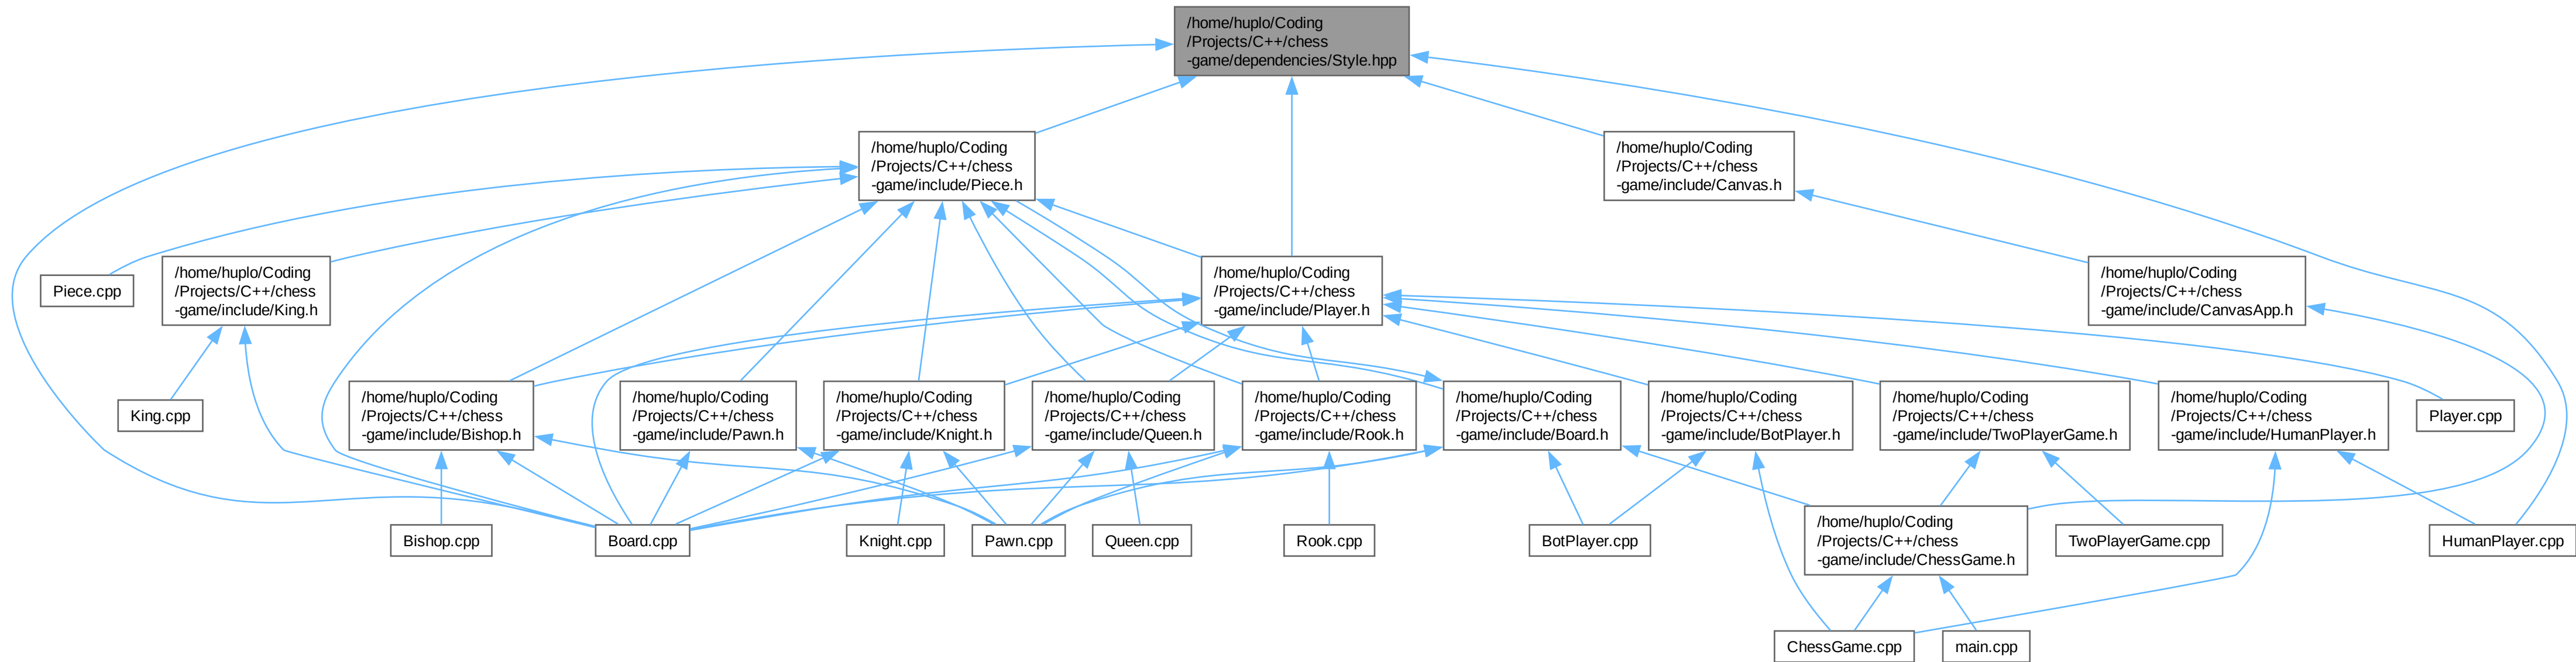 /home/huplo/Coding
/Projects/C++/chess
-game/dependencies/Style.hpp
/home/huplo/Coding
/Projects/C++/chess
-game/include/Piece.h
/home/huplo/Coding
/Projects/C++/chess
-game/include/Canvas.h
Piece.cpp
/home/huplo/Coding
/Projects/C++/chess
-game/include/King.h
/home/huplo/Coding
/Projects/C++/chess
-game/include/Player.h
/home/huplo/Coding
/Projects/C++/chess
-game/include/CanvasApp.h
King.cpp
/home/huplo/Coding
/Projects/C++/chess
-game/include/Bishop.h
/home/huplo/Coding
/Projects/C++/chess
-game/include/Pawn.h
/home/huplo/Coding
/Projects/C++/chess
-game/include/Knight.h
/home/huplo/Coding
/Projects/C++/chess
-game/include/Queen.h
/home/huplo/Coding
/Projects/C++/chess
-game/include/Rook.h
/home/huplo/Coding
/Projects/C++/chess
-game/include/Board.h
/home/huplo/Coding
/Projects/C++/chess
-game/include/BotPlayer.h
/home/huplo/Coding
/Projects/C++/chess
-game/include/TwoPlayerGame.h
/home/huplo/Coding
/Projects/C++/chess
-game/include/HumanPlayer.h
Player.cpp
Bishop.cpp
Board.cpp
Knight.cpp
Pawn.cpp
Queen.cpp
Rook.cpp
BotPlayer.cpp
/home/huplo/Coding
/Projects/C++/chess
-game/include/ChessGame.h
TwoPlayerGame.cpp
HumanPlayer.cpp
ChessGame.cpp
main.cpp